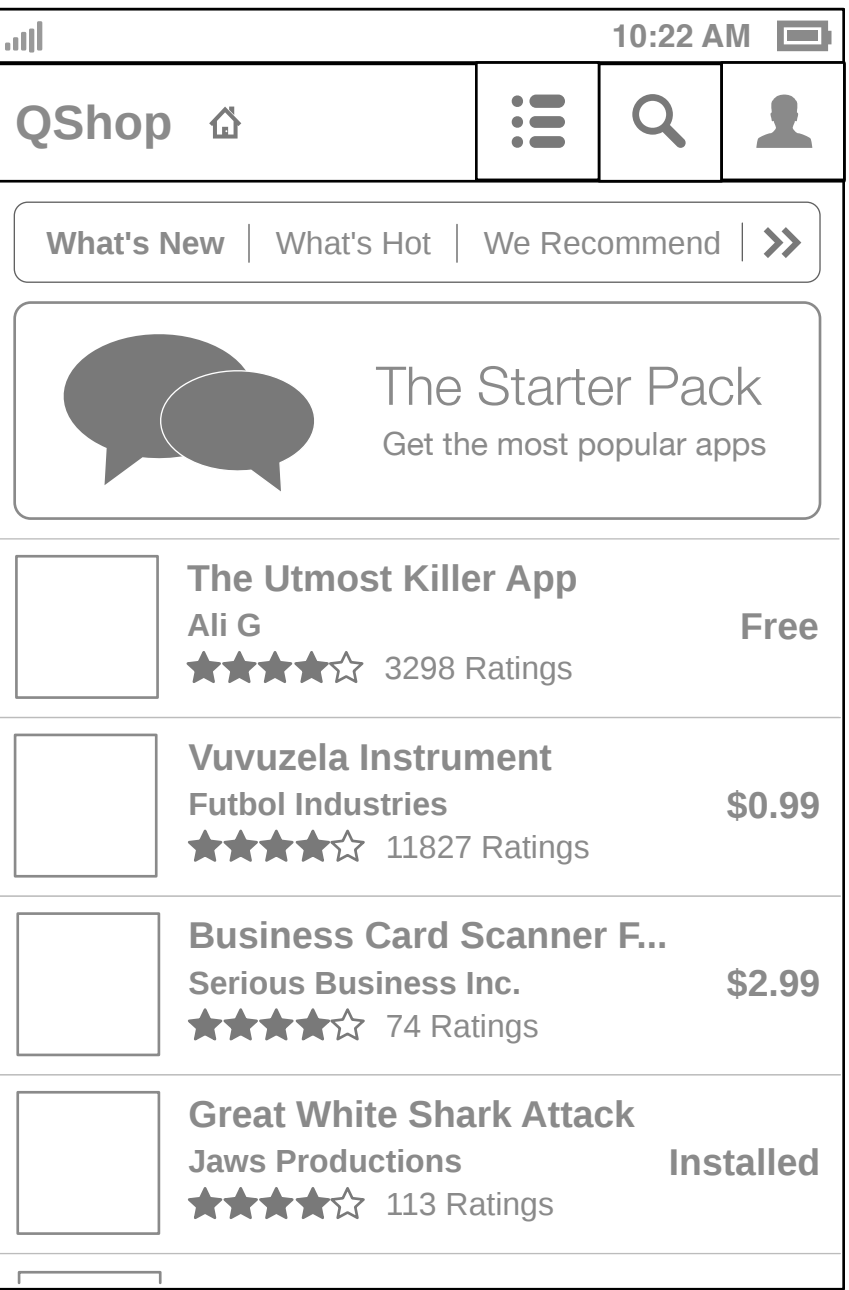 10:22 AM
QShop
What's New What's Hot We Recommend
The Starter Pack
Get the most popular apps
The Utmost Killer App
Ali G
Free
3298 Ratings
Vuvuzela Instrument
Futbol Industries
$0.99
11827 Ratings
Business Card Scanner F...
Serious Business Inc.
$2.99
74 Ratings
Great White Shark Attack
Jaws Productions
Installed
113 Ratings